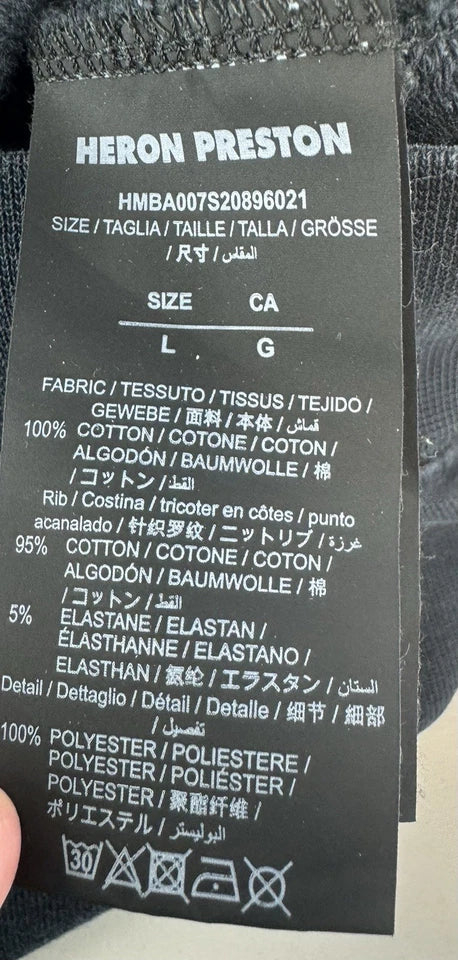 HERON PRESTON
HMBA007S20896021
SIZE / TAGLIA / TAILLE / TALLA / GRÖSSE
/ 尺寸 / المقاس /
SIZE CA
L G
FABRIC / TESSUTO / TISSUS / TEJIDO /
GEWEBE / 面料 / 本体 / قماش /
100% COTTON / COTONE / COTON /
ALGODÓN / BAUMWOLLE / 棉
/ コットン / القط /
Rib / Costina / tricoter en côtes / punto
acanalado / 针织罗纹 / ニットリブ / غرزة /
95% COTTON / COTONE / COTON /
ALGODÓN / BAUMWOLLE / 棉
/ コットン / القط
5% ELASTANE / ELASTAN /
ÉLASTHANNE / ELASTANO /
ELASTHAN / 氨纶 / エラスタン / الستان /
Detail / Dettaglio / Détail / Detalle / 细节 / 細部
/ تفصيل /
100% POLYESTER / POLIESTERE /
POLYESTER / POLIÉSTER /
POLYESTER / 聚酯纤维 /
ポリエステル / البوليستر /
30